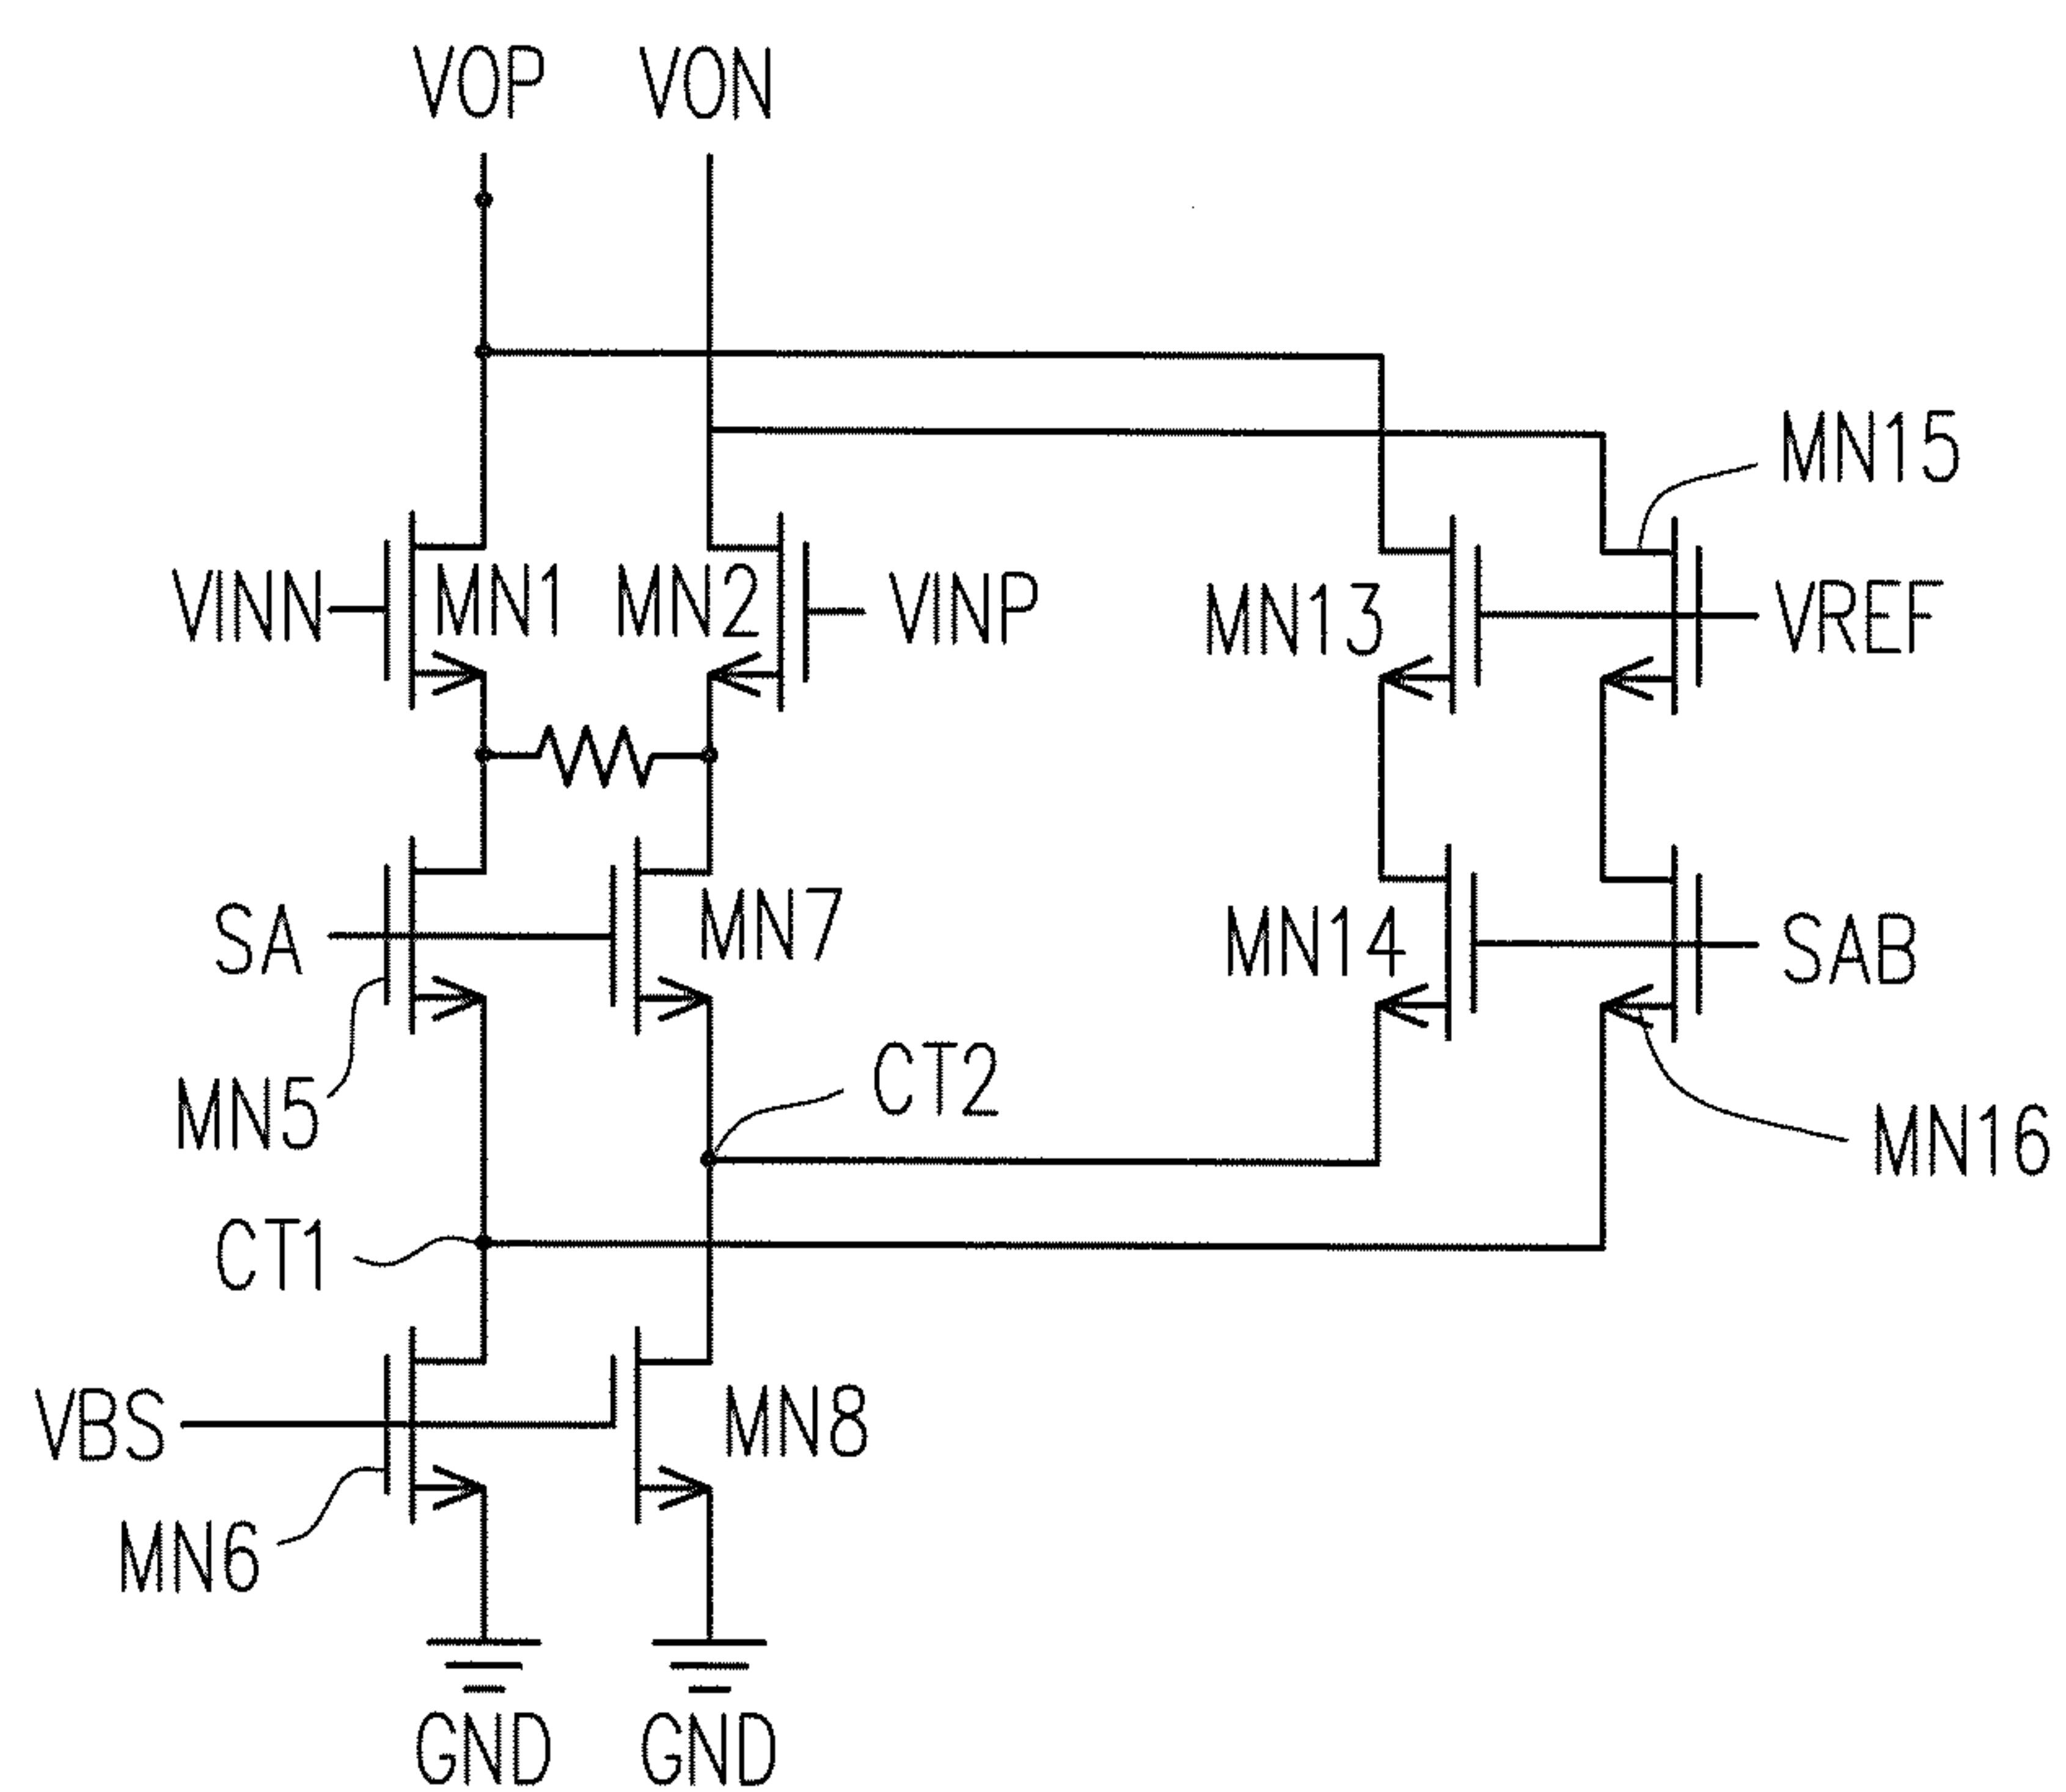 VOP VON
MN15
VINN MN1 MN2 VINP MN13 VREF
SA MN7 MN14 SAB
MN5 CT2 MN16
CT1
VBS MN8
MN6
GND GND